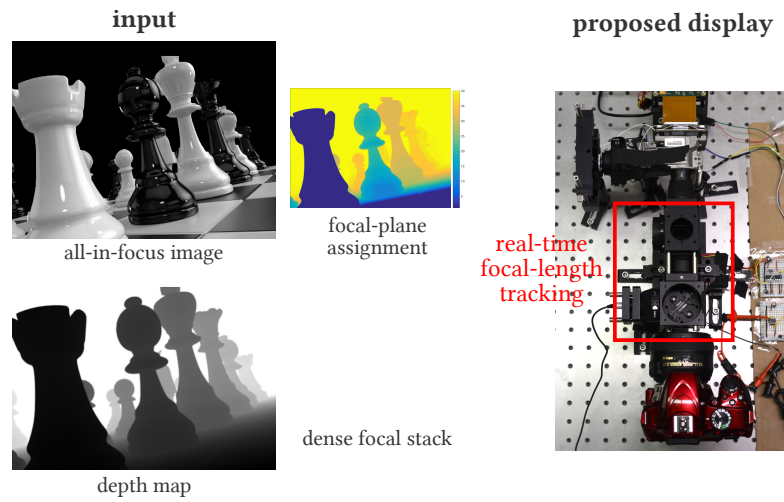 input
proposed display
all-in-focus image
focal-plane
assignment
real-time
focal-length
tracking
dense focal stack
depth map